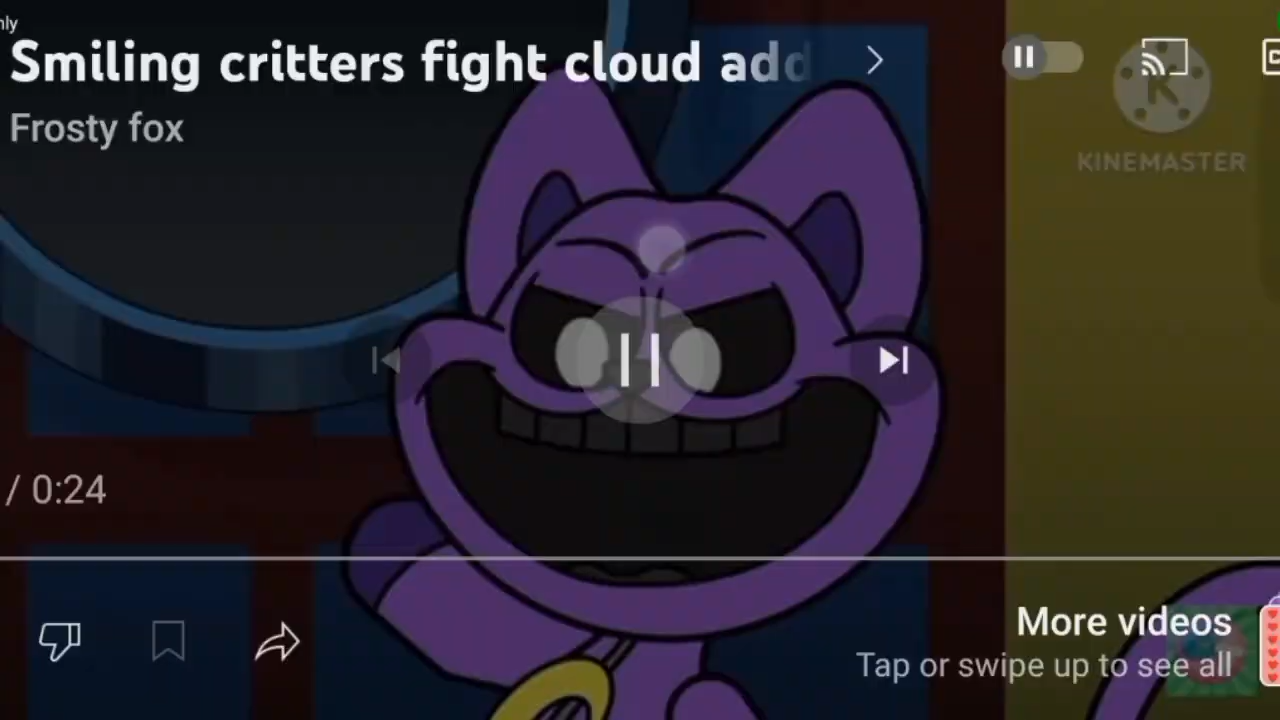 nly
Smiling critters fight cloud add
Frosty fox
K
KINEMASTER
/ 0:24
More videos
Tap or swipe up to see all